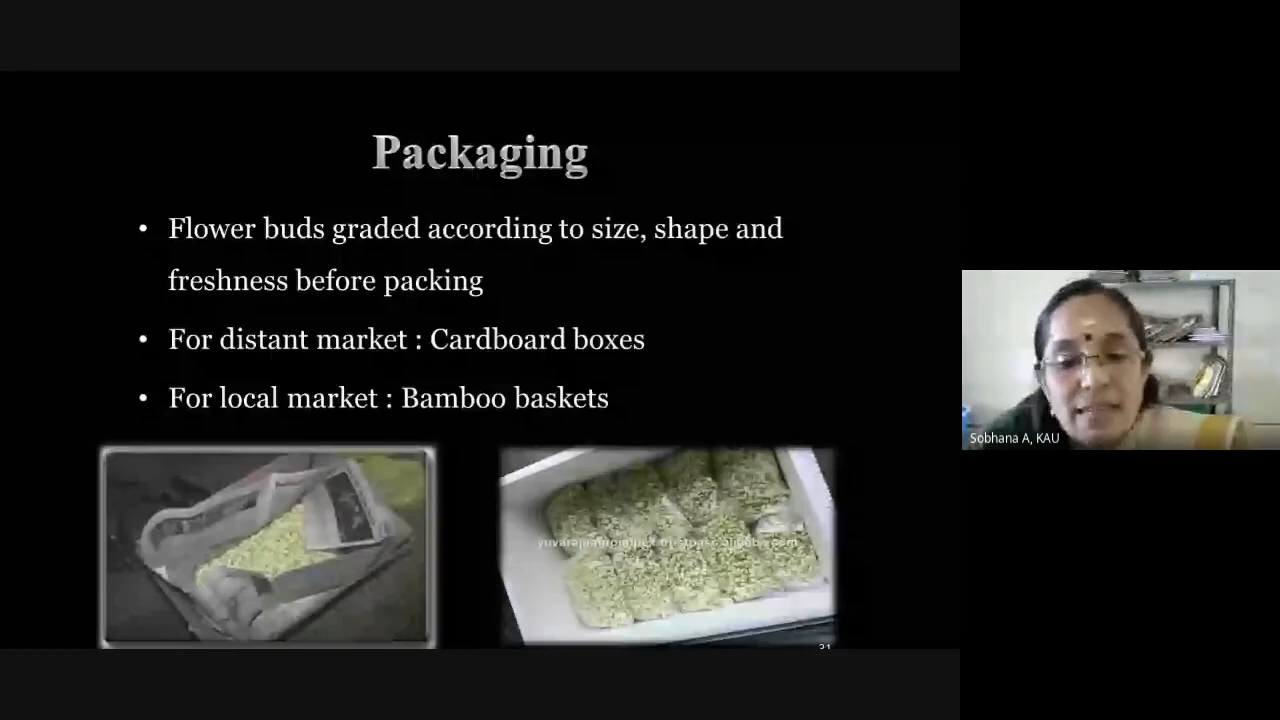 Packaging
• Flower buds graded according to size, shape and
freshness before packing
• For distant market : Cardboard boxes
• For local market : Bamboo baskets
31
Sobhana A, KAU